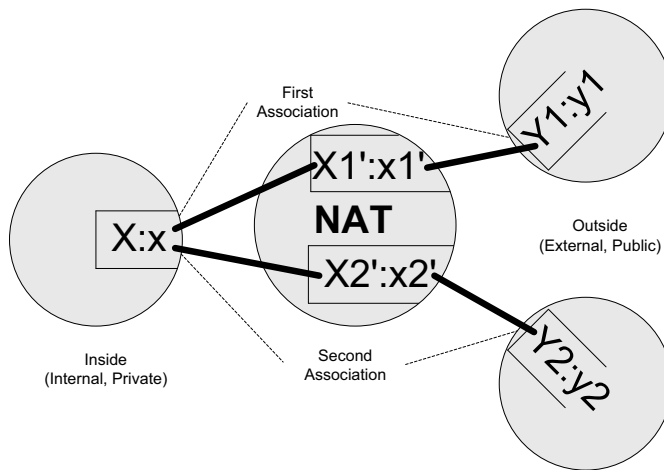 First
Association
Y1:y1
X1':x1'
X:x
NAT
Outside
(External, Public)
X2':x2'
Inside
(Internal, Private)
Second
Association
Y2:y2